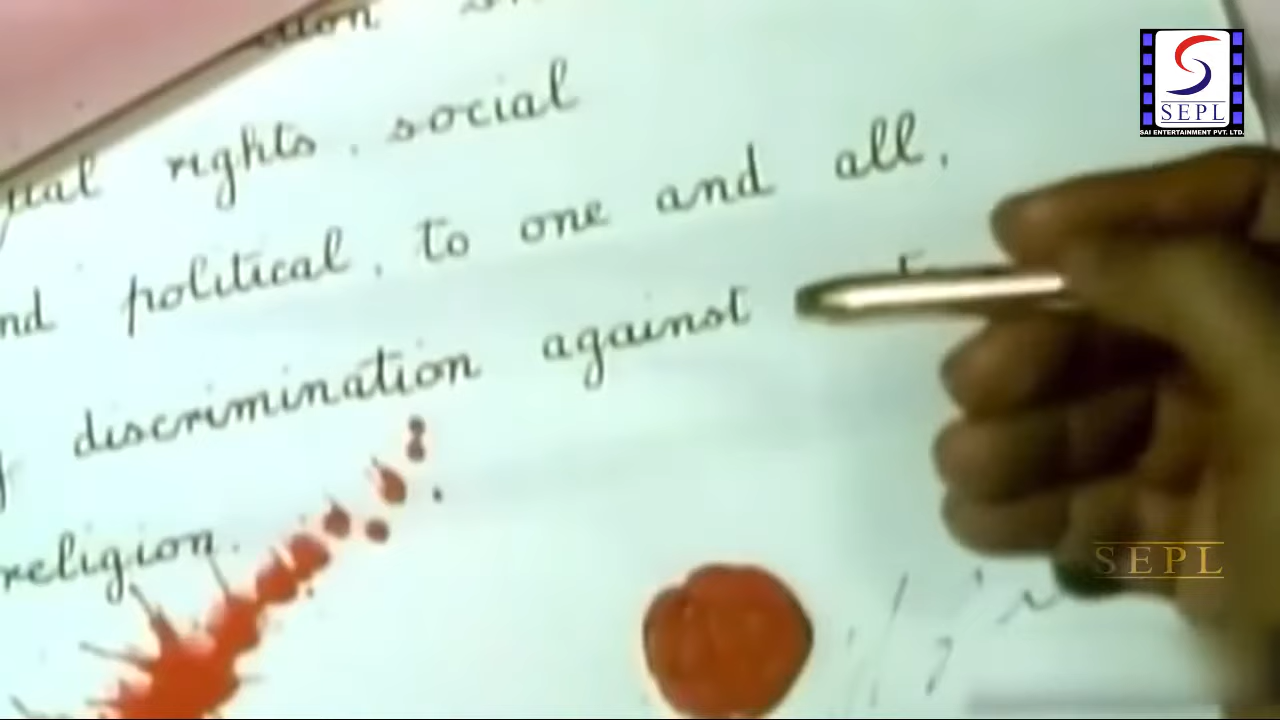 rights, social
political, to one and all,
discrimination against
religion.
SEPL
SAI ENTERTAINMENT PVT. LTD.
SEPL